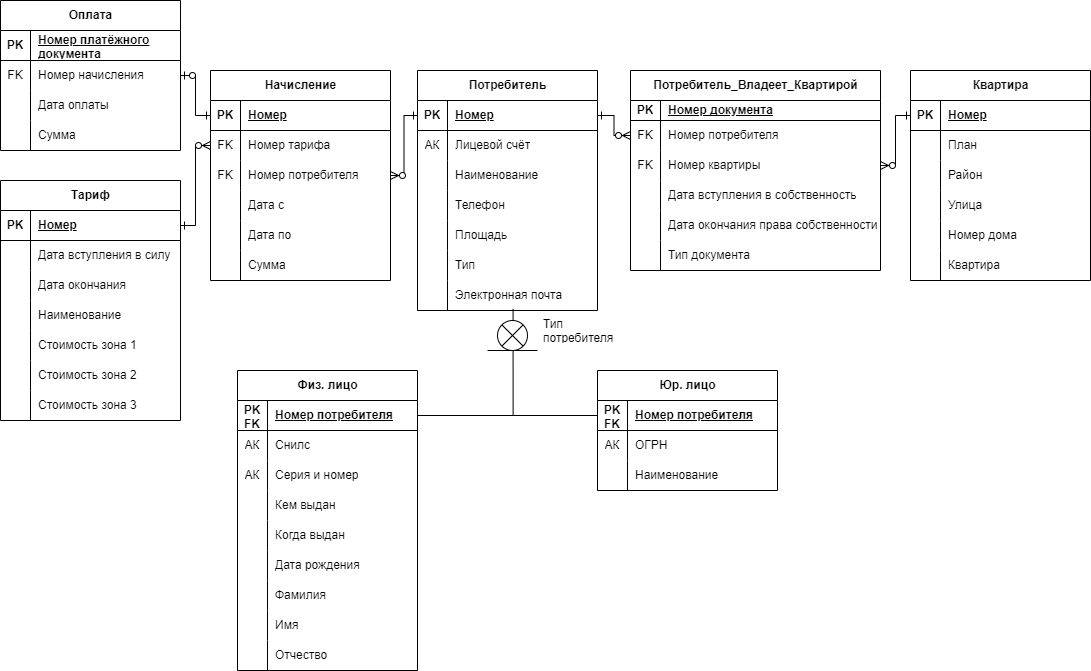 Оплата
PK Номер платёжного
документа
FK Номер начисления
Дата оплаты
Сумма
Тариф
PK Номер
Дата вступления в силу
Дата окончания
Наименование
Стоимость зона 1
Стоимость зона 2
Стоимость зона 3
Начисление
PK Номер
FK Номер тарифа
FK Номер потребителя
Дата с
Дата по
Сумма
Потребитель
PK Номер
АК Лицевой счёт
Наименование
Телефон
Площадь
Тип
Электронная почта
Потребитель_Владеет_Квартирой
PK Номер документа
FK Номер потребителя
FK Номер квартиры
Дата вступления в собственность
Дата окончания права собственности
Тип документа
Квартира
PK Номер
План
Район
Улица
Номер дома
Квартира
Тип
потребителя
Физ. лицо
PK
FK Номер потребителя
АК Снилс
АК Серия и номер
Кем выдан
Когда выдан
Дата рождения
Фамилия
Имя
Отчество
Юр. лицо
PK
FK Номер потребителя
АК ОГРН
Наименование